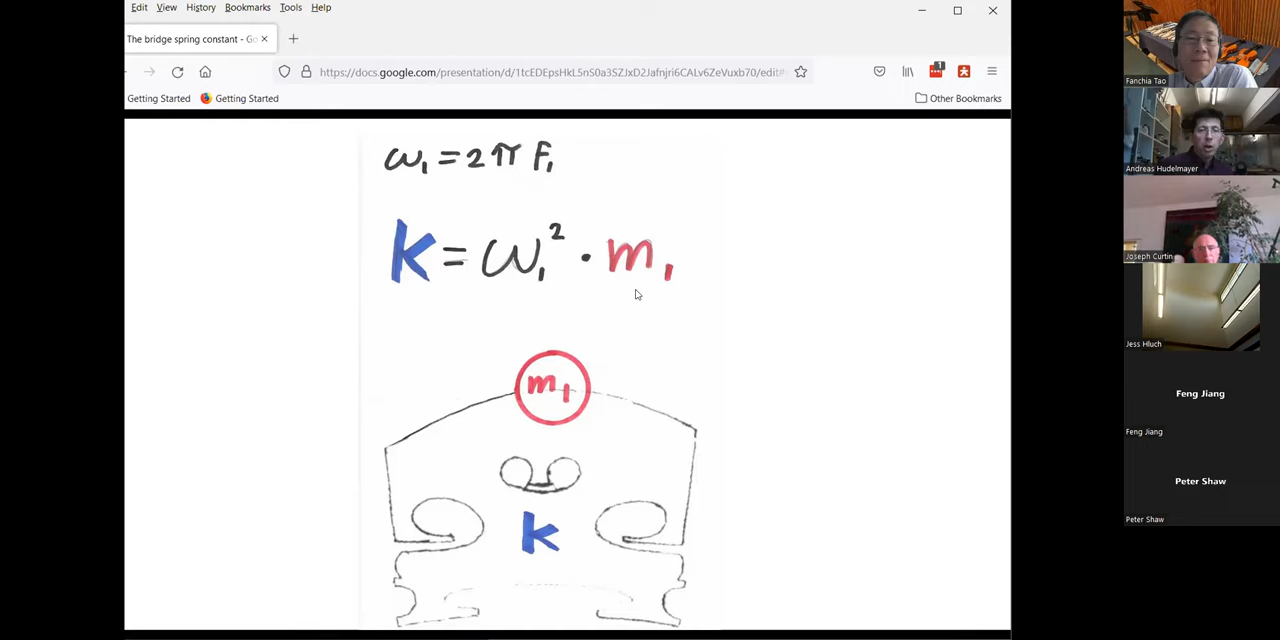 Edit View History Bookmarks Tools Help
The bridge spring constant - Go
https://docs.google.com/presentation/d/1tcEDEpsHkL5nS0a3SZJxD2Jafnjri6CALv6ZeVuxb70/edit#
1
Getting Started Getting Started Other Bookmarks
ω₁ = 2π F₁
k = ω₁² · m₁
m₁
k
Fanchia Tao
Andreas Hudelmayer
Joseph Curtin
Jess Hluch
Feng Jiang
Feng Jiang
Peter Shaw
Peter Shaw